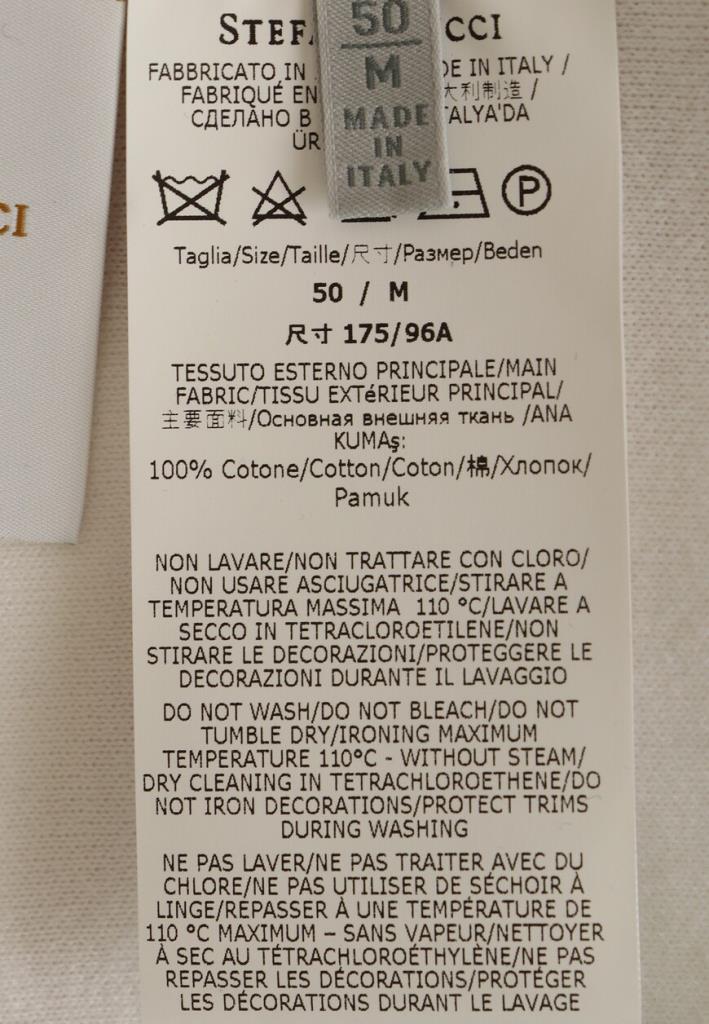 CI
50
M
MADE
IN
ITALY
STEF CCI
FABBRICATO IN DE IN ITALY /
FABRIQUÉ EN 大利制造 /
СДЕЛАНО В TALYA'DA
ÜR
P
Taglia/Size/Taille/尺寸/Размер/Beden
50 / M
尺寸 175/96A
TESSUTO ESTERNO PRINCIPALE/MAIN
FABRIC/TISSU EXTéRIEUR PRINCIPAL/
主要面料/Основная внешняя ткань /ANA
KUMAş:
100% Cotone/Cotton/Coton/棉/Хлопок/
Pamuk
NON LAVARE/NON TRATTARE CON CLORO/
NON USARE ASCIUGATRICE/STIRARE A
TEMPERATURA MASSIMA 110 °C/LAVARE A
SECCO IN TETRACLOROETILENE/NON
STIRARE LE DECORAZIONI/PROTEGGERE LE
DECORAZIONI DURANTE IL LAVAGGIO
DO NOT WASH/DO NOT BLEACH/DO NOT
TUMBLE DRY/IRONING MAXIMUM
TEMPERATURE 110°C - WITHOUT STEAM/
DRY CLEANING IN TETRACHLOROETHENE/DO
NOT IRON DECORATIONS/PROTECT TRIMS
DURING WASHING
NE PAS LAVER/NE PAS TRAITER AVEC DU
CHLORE/NE PAS UTILISER DE SÉCHOIR À
LINGE/REPASSER À UNE TEMPÉRATURE DE
110 °C MAXIMUM – SANS VAPEUR/NETTOYER
À SEC AU TÉTRACHLOROÉTHYLÈNE/NE PAS
REPASSER LES DÉCORATIONS/PROTÉGER
LES DÉCORATIONS DURANT LE LAVAGE